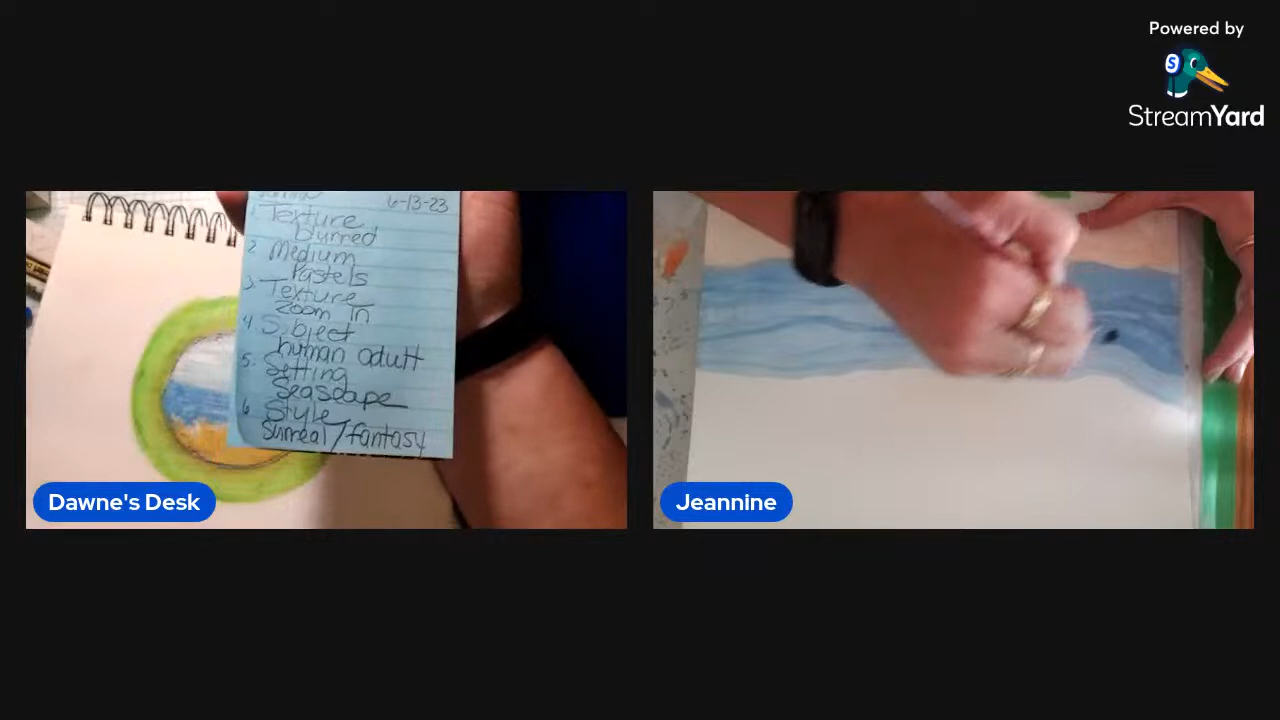 Powered by
StreamYard
6-13-23
1. Texture
Blurred
2. Medium
Pastels
3. Texture
Zoom in
4 Subject
human adult
5. Setting
Seascape
6 Style
Surreal/fantasy
Dawne's Desk
Jeannine